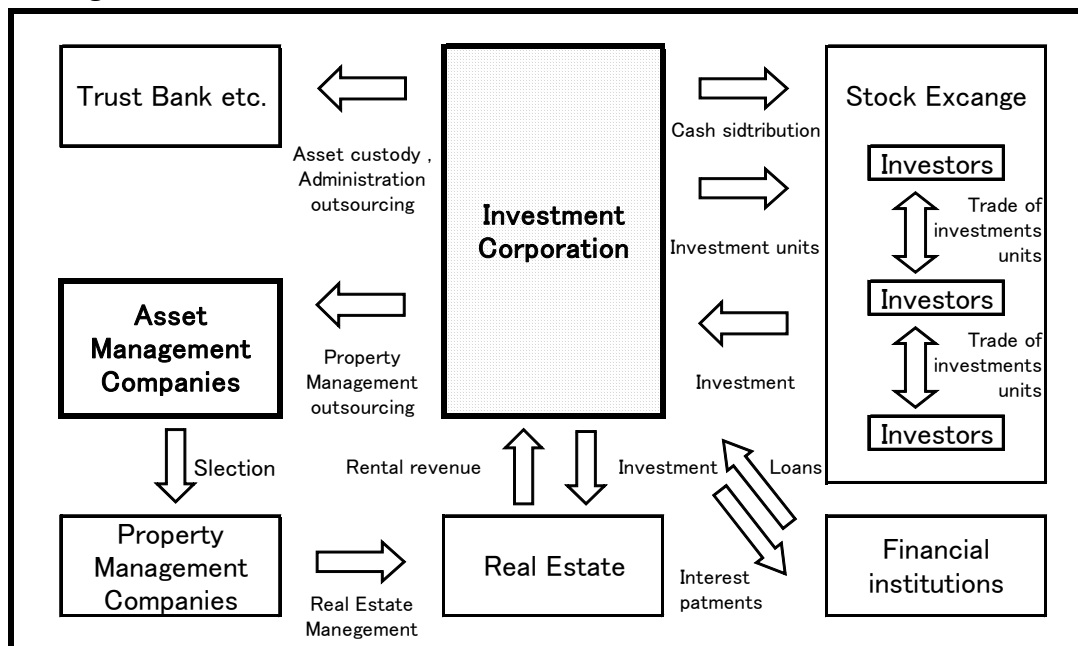 Trust Bank etc.
Asset custody ,
Administration
outsourcing
Investment
Corporation
Cash sidtribution
Investment units
Investment
Stock Excange
Investors
Trade of
investments
units
Investors
Trade of
investments
units
Investors
Asset
Management
Companies
Property
Management
outsourcing
Slection
Rental revenue
Investment
Loans
Property
Management
Companies
Real Estate
Manegement
Real Estate
Interest
patments
Financial
institutions